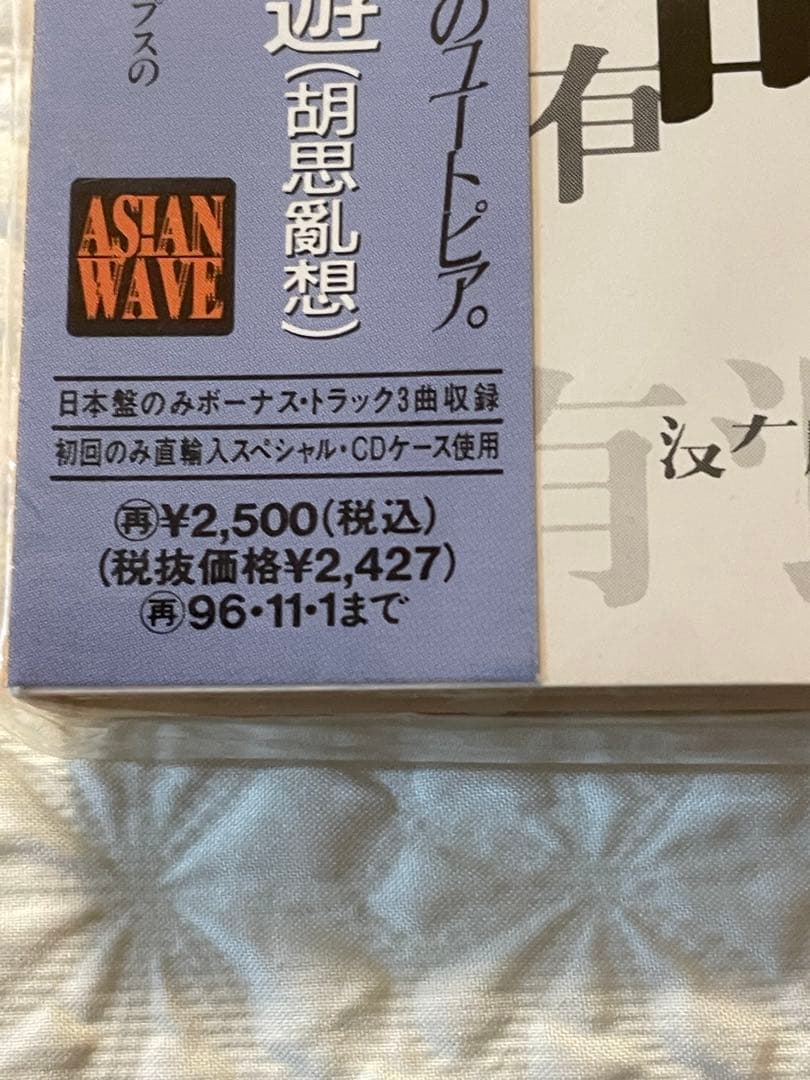 のユートピア。
遊(胡思亂想)
プスの
ASIAN
WAVE
日本盤のみボーナス・トラック3曲収録
初回のみ直輸入スペシャル・CDケース使用
再¥2,500(税込)
(税抜価格¥2,427)
再96・11・1まで
有
有
没ナ